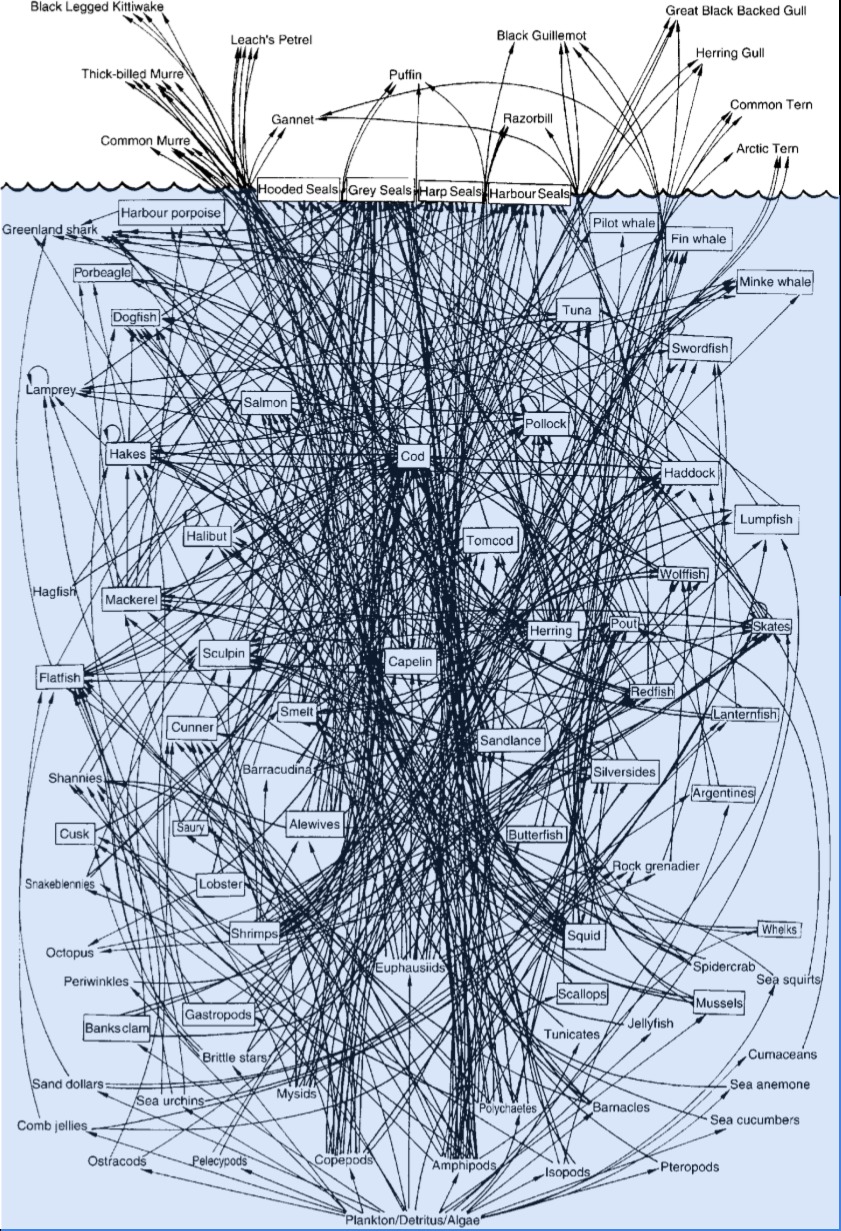 Black Legged Kittiwake
Great Black Backed Gull
Leach's Petrel
Black Guillemot
Herring Gull
Thick-billed Murre
Puffin
Common Tern
Gannet
Razorbill
Common Murre
Arctic Tern
Hooded Seals
Grey Seals
Harp Seals
Harbour Seals
Harbour porpoise
Greenland shark
Pilot whale
Fin whale
Porbeagle
Minke whale
Dogfish
Tuna
Swordfish
Lamprey
Salmon
Pollock
Hakes
Cod
Haddock
Lumpfish
Halibut
Tomcod
Wolffish
Hagfish
Mackerel
Herring
Pout
Skates
Sculpin
Capelin
Flatfish
Redfish
Smelt
Lanternfish
Cunner
Sandlance
Barracudina
Silversides
Shannies
Argentines
Cusk
Saury
Alewives
Butterfish
Rock grenadier
Snakeblennies
Lobster
Shrimps
Squid
Whelks
Octopus
Euphausiids
Spidercrab
Sea squirts
Periwinkles
Scallops
Mussels
Gastropods
Banksclam
Jellyfish
Tunicates
Brittle stars
Cumaceans
Sand dollars
Sea anemone
Mysids
Sea urchins
Polychaetes
Barnacles
Comb jellies
Sea cucumbers
Ostracods
Pelecypods
Copepods
Amphipods
Isopods
Pteropods
Plankton/Detritus/Algae